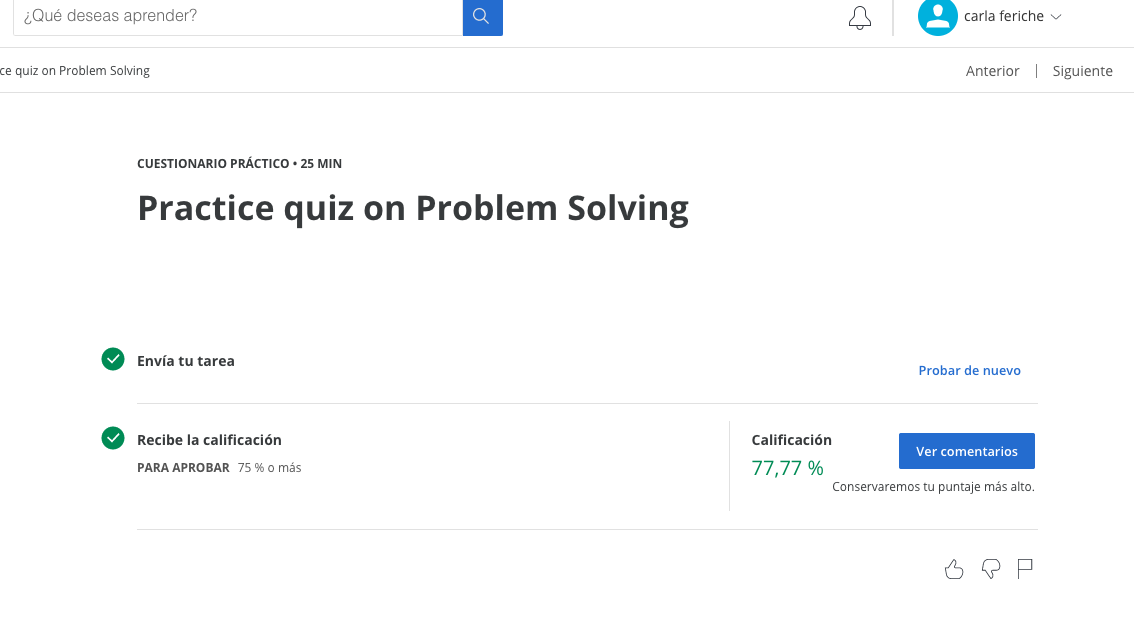 ¿Qué deseas aprender?
carla feriche
ce quiz on Problem Solving
Anterior | Siguiente
CUESTIONARIO PRÁCTICO • 25 MIN
Practice quiz on Problem Solving
Envía tu tarea
Probar de nuevo
Recibe la calificación
PARA APROBAR 75 % o más
Calificación
77,77 %
Ver comentarios
Conservaremos tu puntaje más alto.